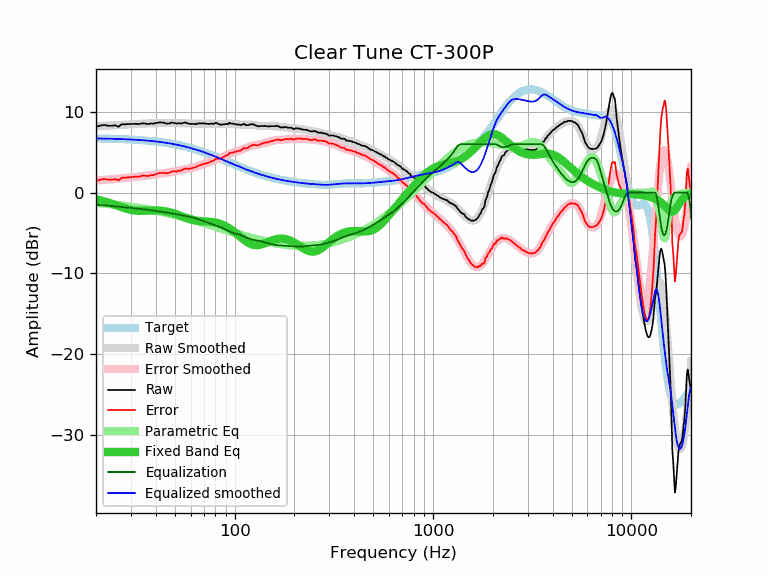 Clear Tune CT-300P
Amplitude (dBr)
10
0
−10
−20
−30
Target
Raw Smoothed
Error Smoothed
Raw
Error
Parametric Eq
Fixed Band Eq
Equalization
Equalized smoothed
100
1000
10000
Frequency (Hz)